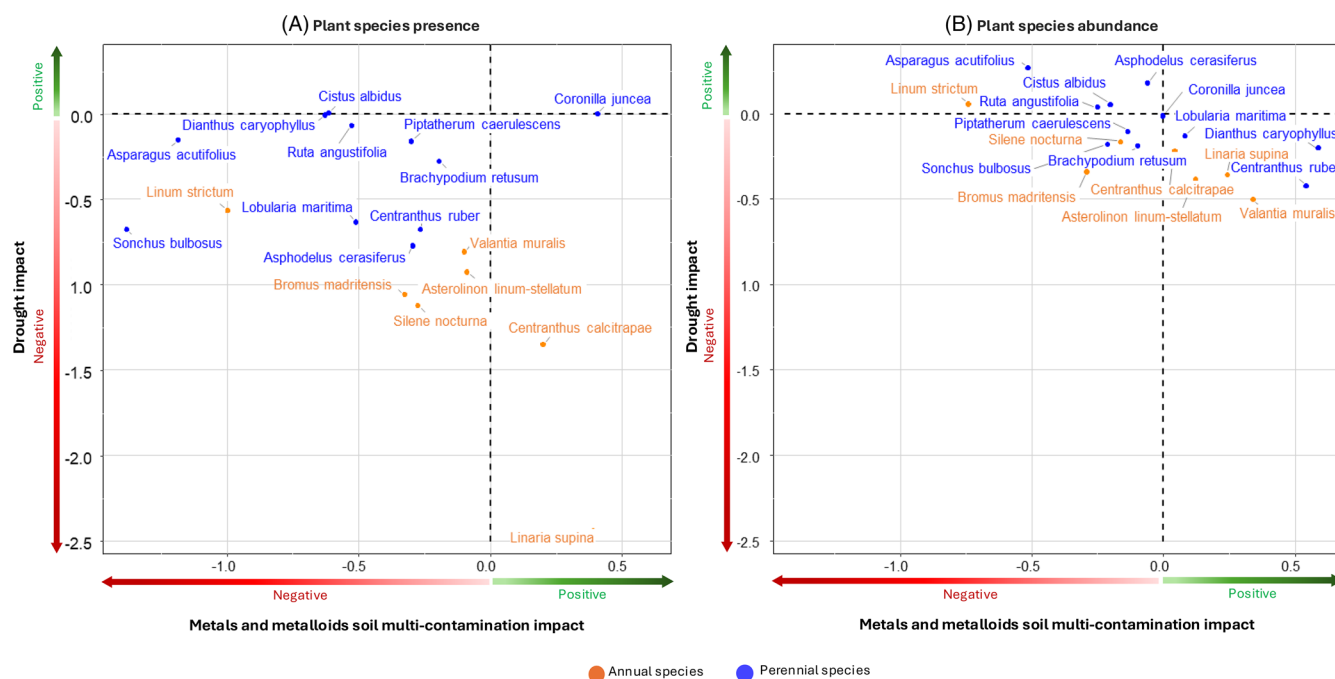 (A) Plant species presence
Positive
Negative
Drought impact
0.0
-0.5
1.0
-1.5
-2.0
-2.5
Cistus albidus
Coronilla juncea
Dianthus caryophyllus
Piptatherum caerulescens
Asparagus acutifolius
Ruta angustifolia
Brachypodium retusum
Linum strictum
Lobularia maritima
Centranthus ruber
Sonchus bulbosus
Valantia muralis
Asphodelus cerasiferus
Bromus madritensis
Asterolinon linum-stellatum
Silene nocturna
Centranthus calcitrapae
Linaria supina
-1.0
-0.5
0.0
0.5
Negative
Positive
Metals and metalloids soil multi-contamination impact
(B) Plant species abundance
Positive
Negative
Drought impact
0.0
-0.5
-1.0
-1.5
-2.0
-2.5
Asparagus acutifolius
Asphodel cerasiferus
Linum strictum
Cistus albidus
Coronilla juncea
Ruta angustifolia
Lobularia maritima
Piptatherum caerulescens
Dianthus caryophyllus
Silene nocturna
Linaria supina
Sonchus bulbosus
Brachypodium retusum
Centranthus rube
Bromus madritensis
Centranthus calcitrapae
Asterolinon linum-stellatum
Valantia muralis
-1.0
-0.5
0.0
0.5
Negative
Positive
Metals and metalloids soil multi-contamination impact
Annual species
Perennial species